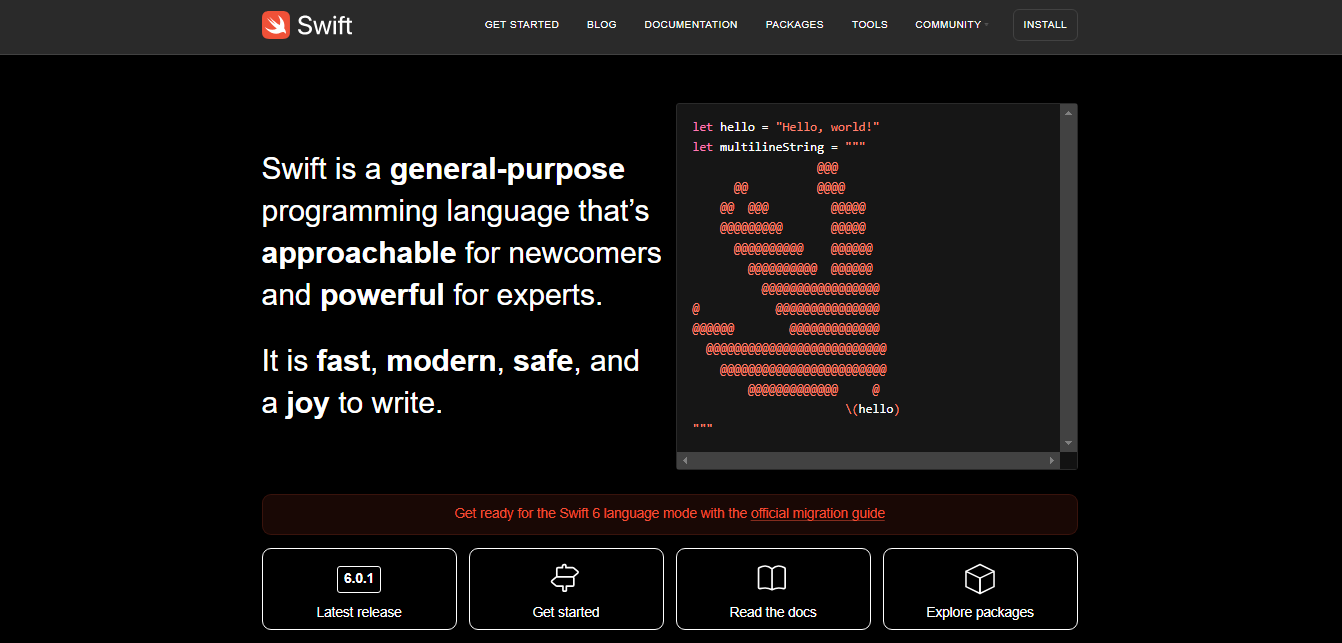 Swift
GET STARTED
BLOG
DOCUMENTATION
PACKAGES
TOOLS
COMMUNITY
INSTALL
Swift is a general-purpose
programming language that’s
approachable for newcomers
and powerful for experts.
It is fast, modern, safe, and
a joy to write.
let hello = "Hello, world!"
let multilineString = """
                  @@@
      @@          @@@@
    @@  @@@         @@@@@
    @@@@@@@@@       @@@@@
      @@@@@@@@@@    @@@@@@
        @@@@@@@@@@  @@@@@@
          @@@@@@@@@@@@@@@@@
@           @@@@@@@@@@@@@@@
@@@@@@        @@@@@@@@@@@@@
  @@@@@@@@@@@@@@@@@@@@@@@@@@
    @@@@@@@@@@@@@@@@@@@@@@@@
        @@@@@@@@@@@@@     @
                      \(hello)
"""
Get ready for the Swift 6 language mode with the official migration guide
6.0.1
Latest release
Get started
Read the docs
Explore packages